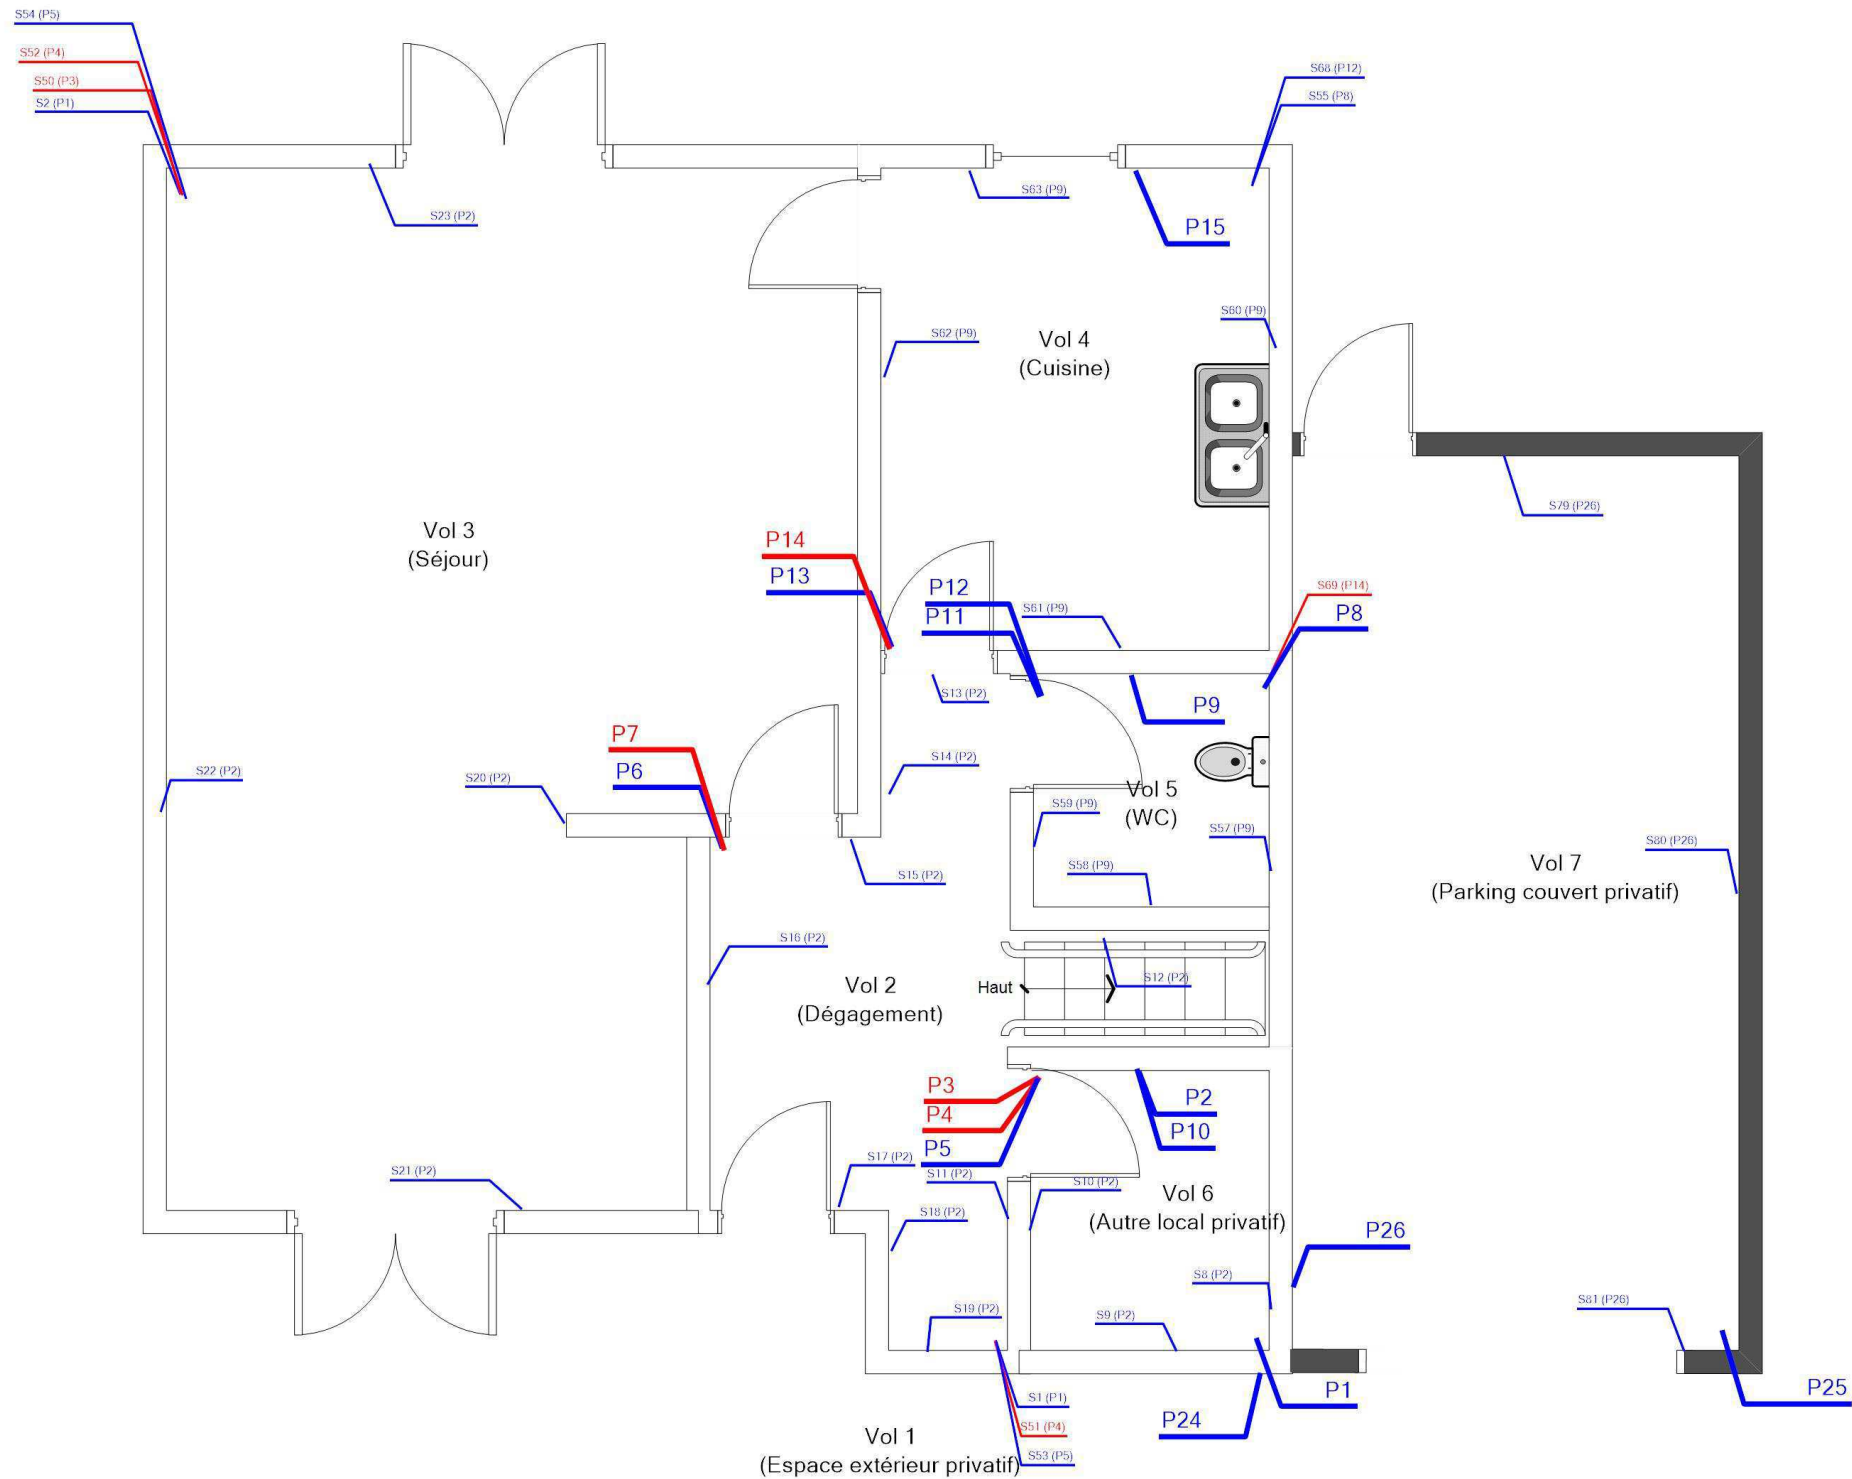 S54 (P5)
S52 (P4)
S50 (P3)
S2 (P1)
S68 (P12)
S55 (P8)
S23 (P2)
S63 (P9)
P15
S62 (P9)
S60 (P9)
Vol 4
(Cuisine)
S79 (P26)
Vol 3
(Séjour)
P14
P13
P12
P11
S61 (P9)
S69 (P14)
P8
S13 (P2)
P9
P7
P6
S22 (P2)
S20 (P2)
S14 (P2)
Vol 5
(WC)
S59 (P9)
S57 (P9)
S58 (P9)
S15 (P2)
S80 (P26)
Vol 7
(Parking couvert privatif)
S16 (P2)
Vol 2
(Dégagement)
Haut
S12 (P2)
P3
P4
P5
P2
P10
S21 (P2)
S17 (P2)
S11 (P2)
S10 (P2)
S18 (P2)
Vol 6
(Autre local privatif)
P26
S8 (P2)
S19 (P2)
S9 (P2)
S81 (P26)
S1 (P1)
S51 (P4)
S53 (P5)
P1
P24
P25
Vol 1
(Espace extérieur privatif)